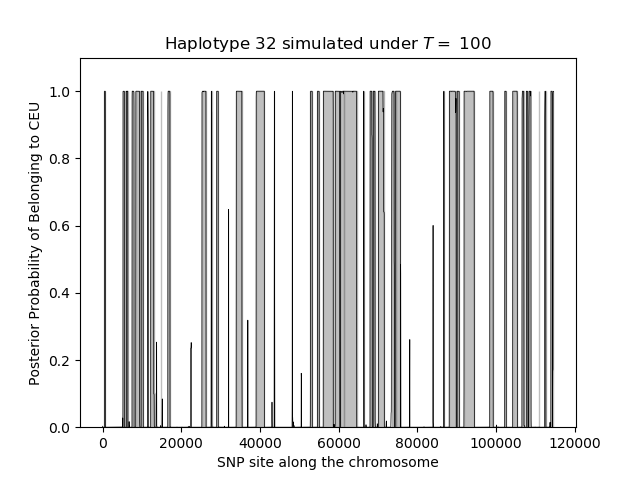 Haplotype 32 simulated under T = 100
Posterior Probability of Belonging to CEU
1.0
0.8
0.6
0.4
0.2
0.0
0 20000 40000 60000 80000 100000 120000
SNP site along the chromosome